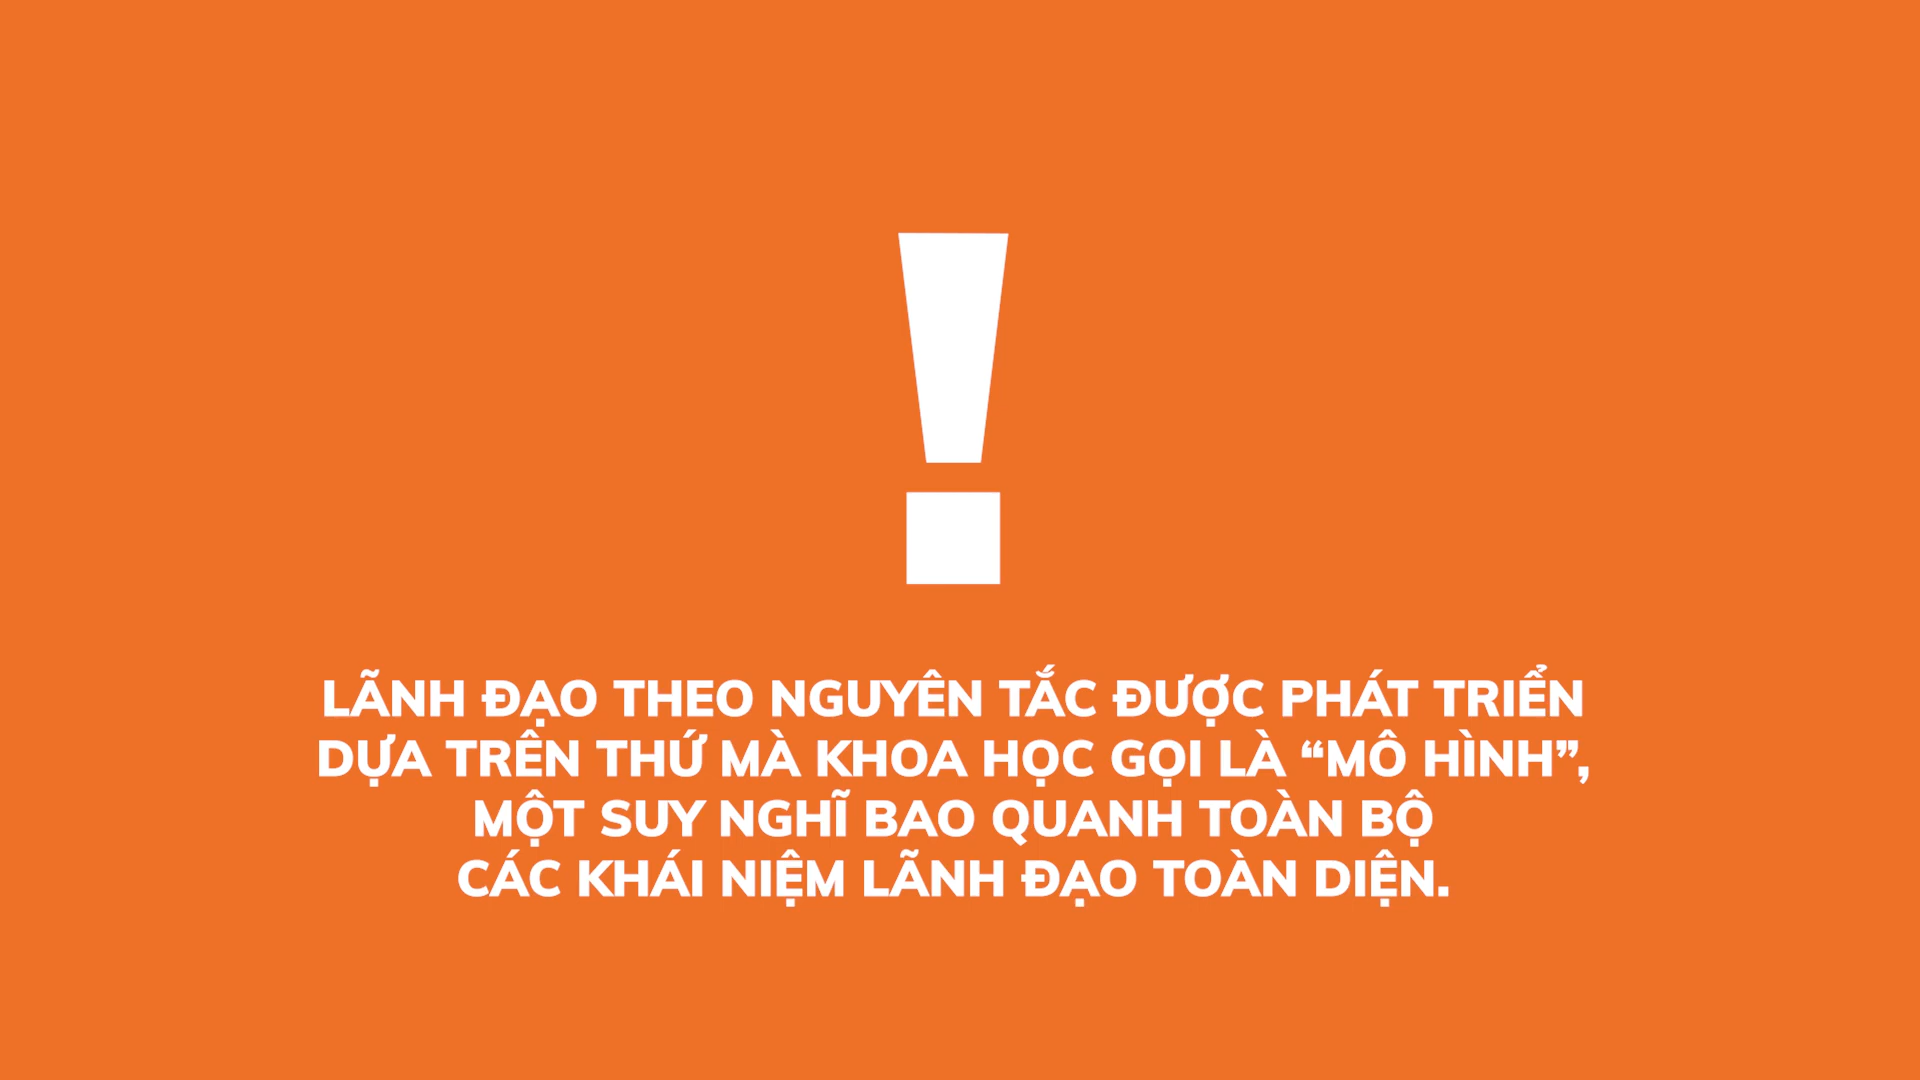 !
LÃNH ĐẠO THEO NGUYÊN TẮC ĐƯỢC PHÁT TRIỂN
DỰA TRÊN THỨ MÀ KHOA HỌC GỌI LÀ “MÔ HÌNH”,
MỘT SUY NGHĨ BAO QUANH TOÀN BỘ
CÁC KHÁI NIỆM LÃNH ĐẠO TOÀN DIỆN.